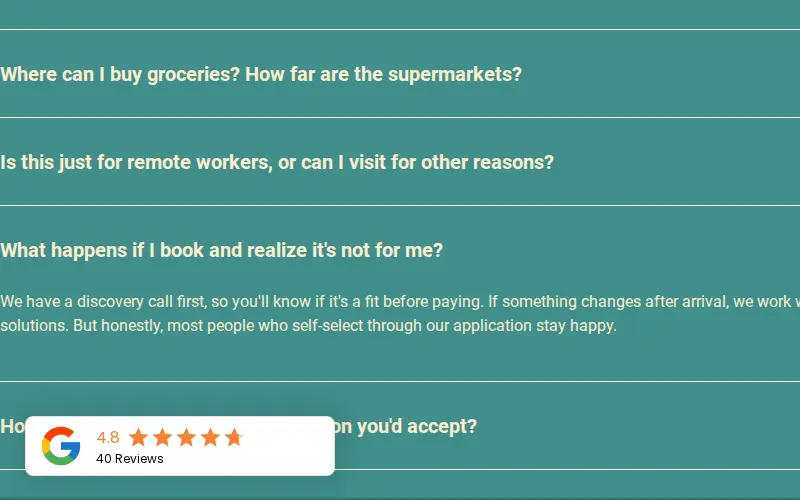 Where can I buy groceries? How far are the supermarkets?
Is this just for remote workers, or can I visit for other reasons?
What happens if I book and realize it's not for me?
We have a discovery call first, so you'll know if it's a fit before paying. If something changes after arrival, we work
solutions. But honestly, most people who self-select through our application stay happy.
you'd accept?
4.8
40 Reviews